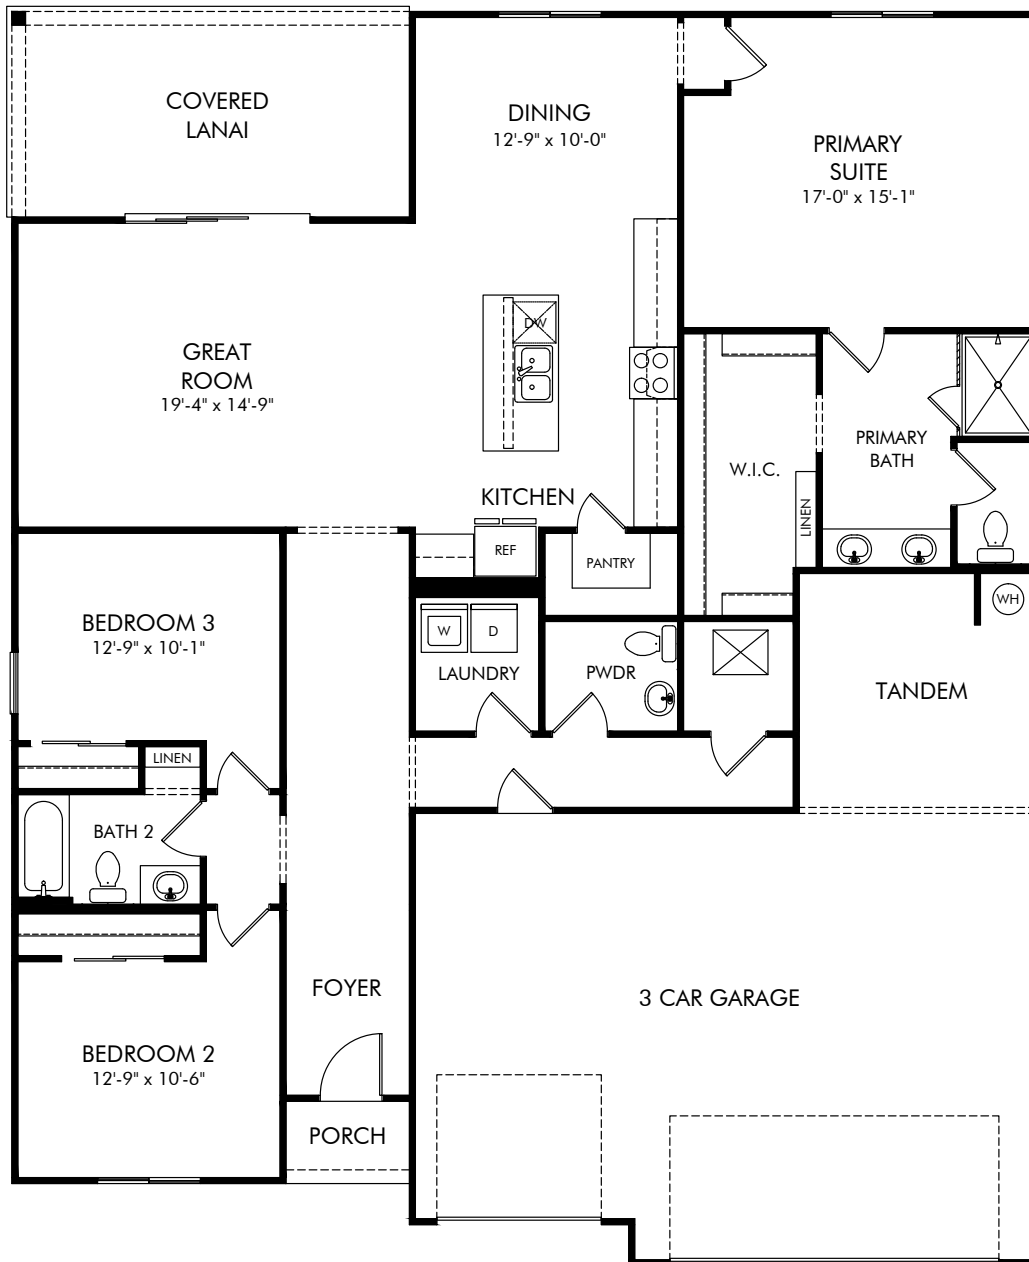 COVERED
LANAI
DINING
12'-9" x 10'-0"
PRIMARY
SUITE
17'-0" x 15'-1"
DW
GREAT
ROOM
19'-4" x 14'-9"
PRIMARY
BATH
W.I.C.
KITCHEN
LINEN
REF
PANTRY
WH
BEDROOM 3
12'-9" x 10'-1"
W
D
LAUNDRY
PWDR
TANDEM
LINEN
BATH 2
FOYER
3 CAR GARAGE
BEDROOM 2
12'-9" x 10'-6"
PORCH